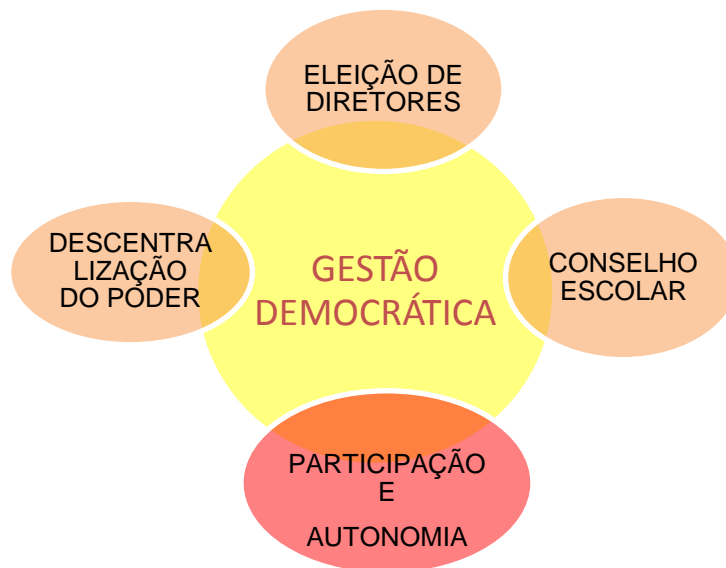 ELEIÇÃO DE
DIRETORES
DESCENTRA
LIZAÇÃO
DO PODER
GESTÃO
DEMOCRÁTICA
CONSELHO
ESCOLAR
PARTICIPAÇÃO
E
AUTONOMIA